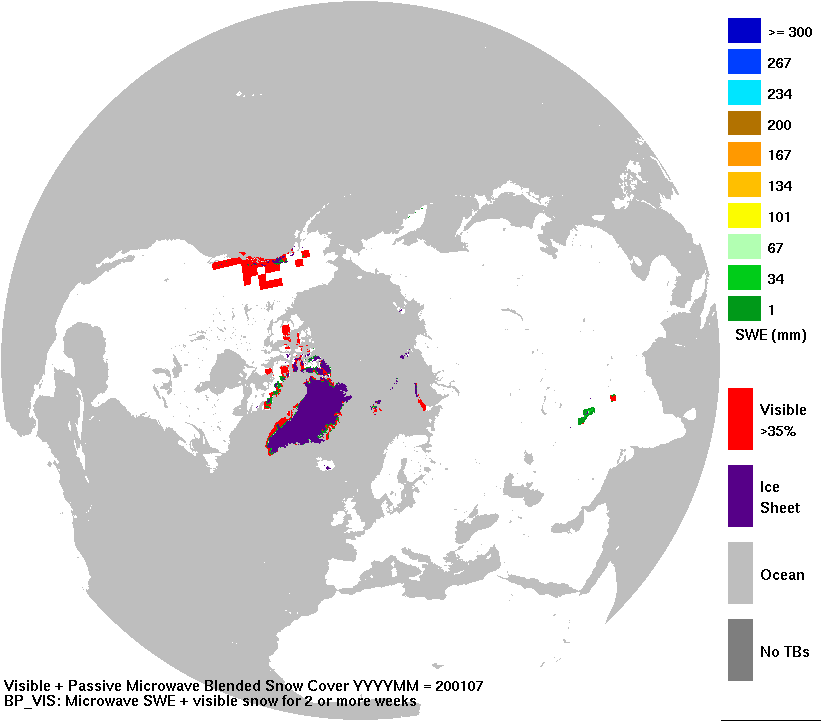 >= 300
267
234
200
167
134
101
67
34
1
SWE (mm)
Visible
>35%
Ice
Sheet
Ocean
No TBs
Visible + Passive Microwave Blended Snow Cover YYYYMM = 200107
BP_VIS: Microwave SWE + visible snow for 2 or more weeks